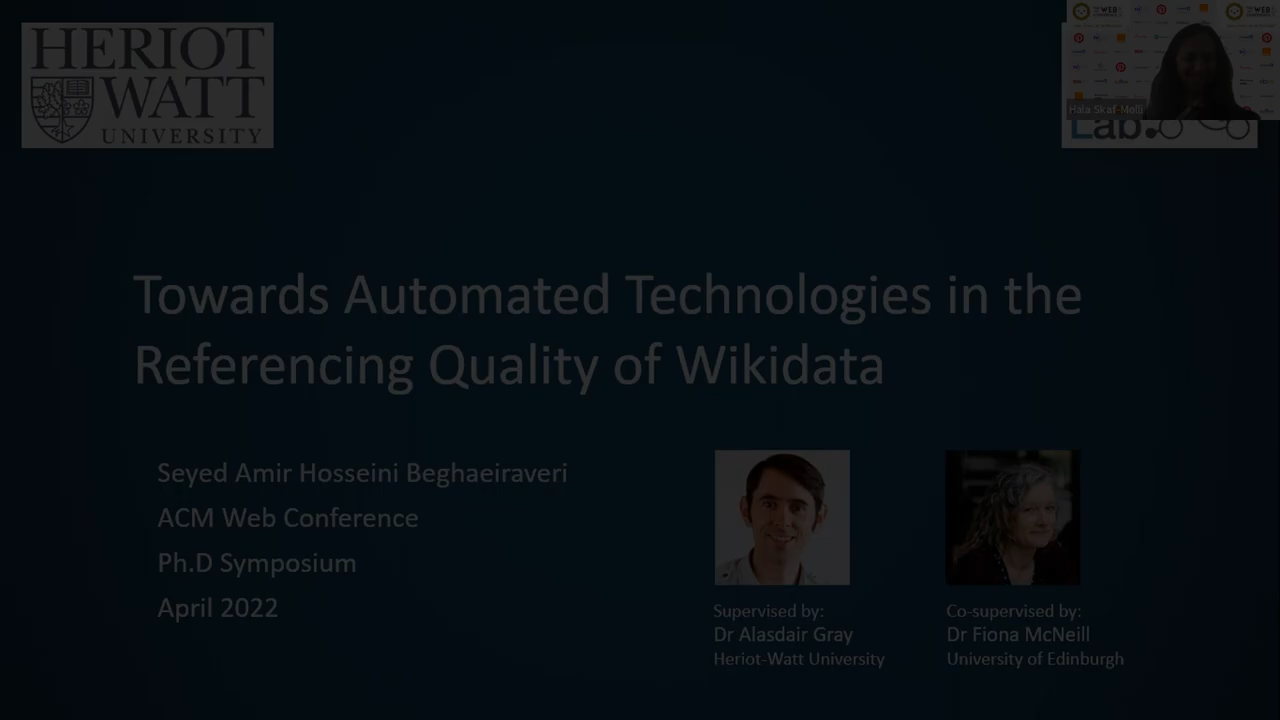 HERIOT
WATT
UNIVERSITY
Hala Skaf-Molli
Lab.
Towards Automated Technologies in the
Referencing Quality of Wikidata
Seyed Amir Hosseini Beghaeiraveri
ACM Web Conference
Ph.D Symposium
April 2022
Supervised by:
Dr Alasdair Gray
Heriot-Watt University
Co-supervised by:
Dr Fiona McNeill
University of Edinburgh